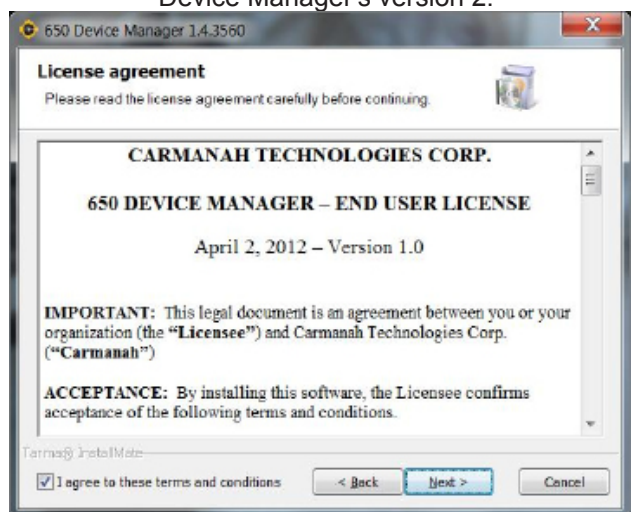 Device Manager's version 2.
650 Device Manager 1.4.3560
License agreement
Please read the license agreement carefully before continuing.
CARMANAH TECHNOLOGIES CORP.
650 DEVICE MANAGER – END USER LICENSE
April 2, 2012 – Version 1.0
IMPORTANT: This legal document is an agreement between you or your
organization (the “Licensee”) and Carmanah Technologies Corp.
(“Carmanah”)
ACCEPTANCE: By installing this software, the Licensee confirms
acceptance of the following terms and conditions.
Tarma® InstallMate
I agree to these terms and conditions < Back Next > Cancel